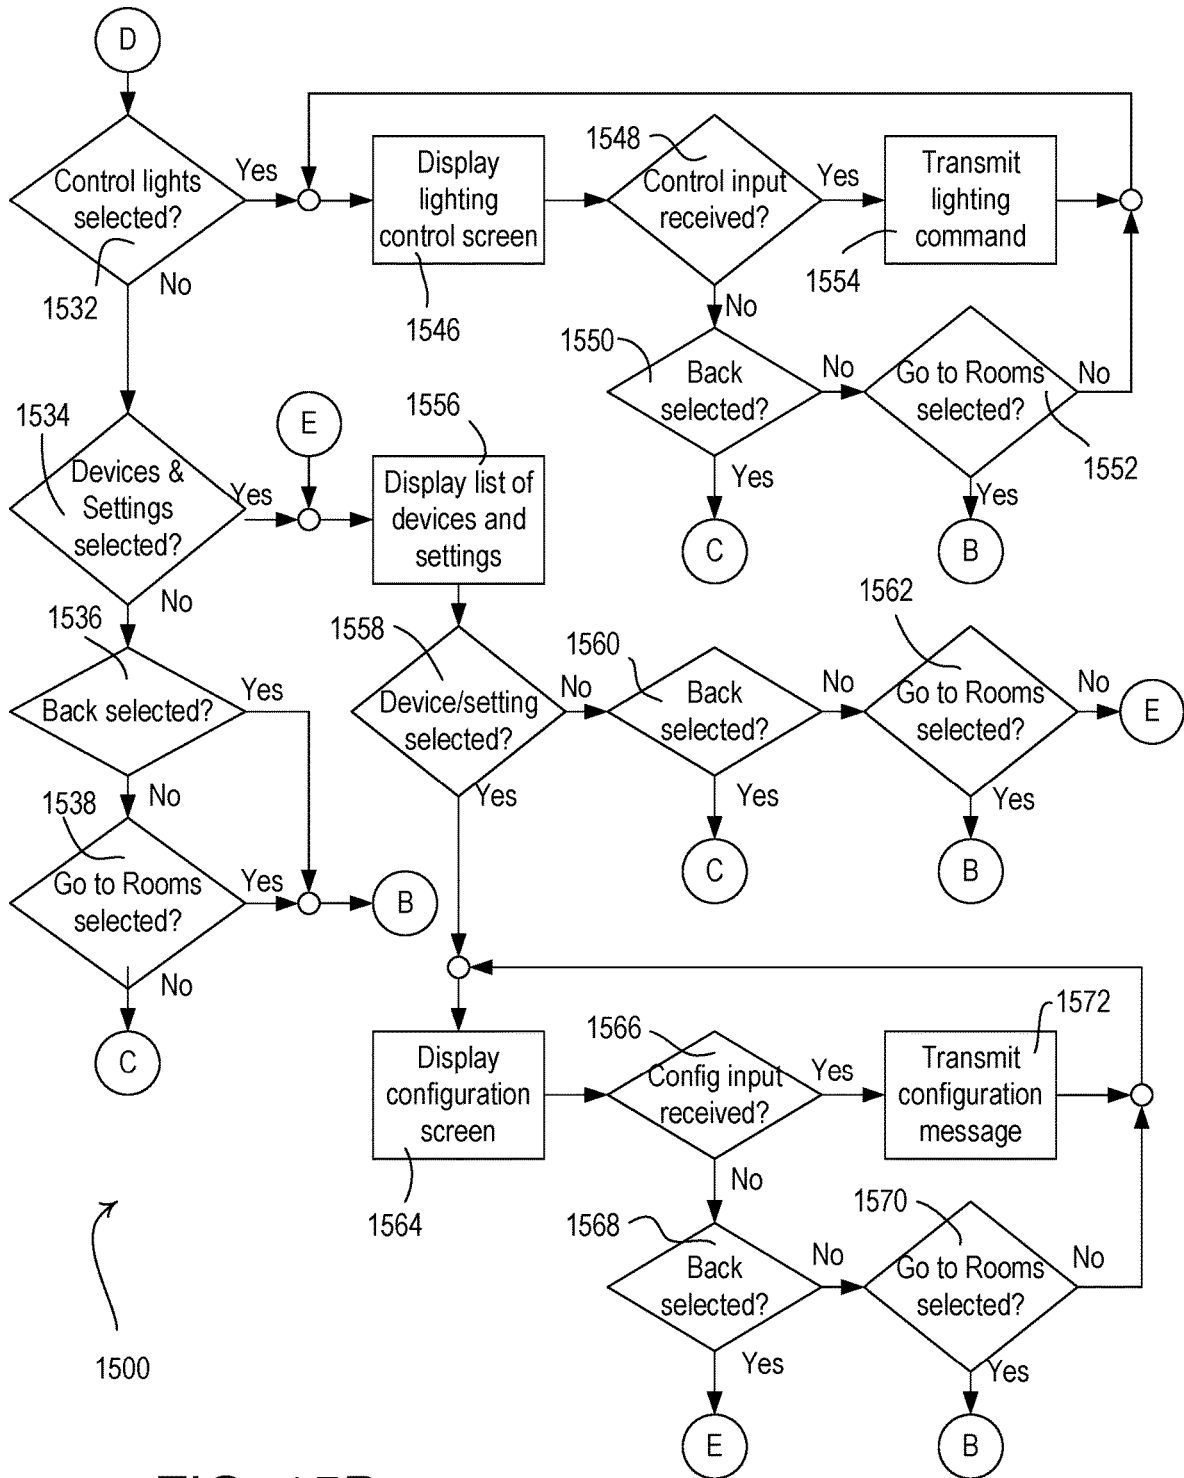 D
Control lights
selected?
Yes
No
1532
Display
lighting
control screen
1546
1548
Control input
received?
Yes
No
Transmit
lighting
command
1554
1550
Back
selected?
No
Yes
C
Go to Rooms
selected?
No
1552
Yes
B
1534
Devices &
Settings
selected?
Yes
No
E
1556
Display list of
devices and
settings
1558
Device/setting
selected?
No
Yes
1560
Back
selected?
No
Yes
C
1562
Go to Rooms
selected?
No
E
Yes
B
1536
Back selected?
Yes
No
1538
Go to Rooms
selected?
Yes
B
No
C
Display
configuration
screen
1564
1566
Config input
received?
Yes
No
Transmit
configuration
message
1572
1568
Back
selected?
No
Yes
E
1570
Go to Rooms
selected?
No
Yes
B
1500